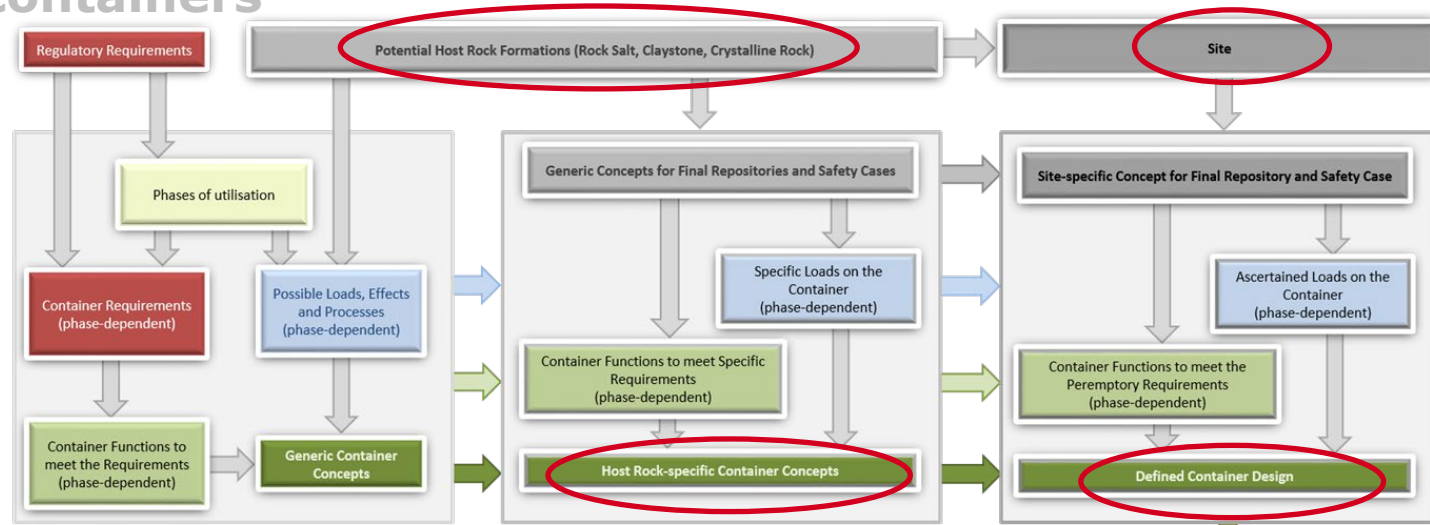 containers
Regulatory Requirements
Potential Host Rock Formations (Rock Salt, Claystone, Crystalline Rock)
Site
Phases of utilisation
Generic Concepts for Final Repositories and Safety Cases
Site-specific Concept for Final Repository and Safety Case
Container Requirements
(phase-dependent)
Possible Loads, Effects
and Processes
(phase-dependent)
Specific Loads on the
Container
(phase-dependent)
Ascertained Loads on the
Container
(phase-dependent)
Container Functions to meet Specific
Requirements
(phase-dependent)
Container Functions to meet the
Peremptory Requirements
(phase-dependent)
Container Functions to
meet the Requirements
(phase-dependent)
Generic Container
Concepts
Host Rock-specific Container Concepts
Defined Container Design